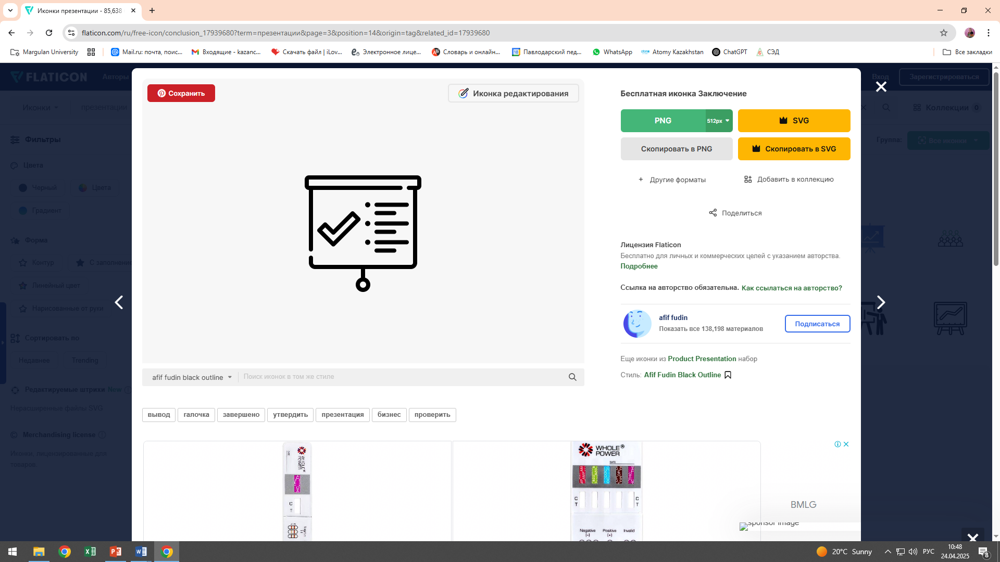 Иконки презентации - 85,638
flaticon.com/ru/free-icon/conclusion_17939680?term=презентации&page=3&position=14&origin=tag&related_id=17939680
Margulan University
Mail.ru: почта, поис...
Входящие - kazanc...
Скачать файл | iLov...
Электронное лице...
Словарь и онлайн...
18
Павлодарский пед...
WhatsApp
Atomy Kazakhstan
ChatGPT
СЭД
Все закладки
FLATICON
Авторы
Вход
Зарегистрироваться
Иконки
презентации
Коллекции 0
Фильтры
Группа:
Все иконки
Цвета
Черный
Цвета
Градиент
Форма
Контур
С заполнение
Линейный цвет
Нарисованные от руки
Сортировать по
Недавнее
Trending
Редактируемые штрихи New
Нерасширенные файлы SVG
Merchandising license
Иконки, лицензированные для
товаров.
Сохранить
Иконка редактирования
Бесплатная иконка Заключение
PNG
512px
SVG
Скопировать в PNG
Скопировать в SVG
+ Другие форматы
Добавить в коллекцию
Поделиться
Лицензия Flaticon
Бесплатно для личных и коммерческих целей с указанием авторства.
Подробнее
Ссылка на авторство обязательна. Как ссылаться на авторство?
afif fudin
Показать все 138,198 материалов
Подписаться
Еще иконки из Product Presentation набор
Стиль: Afif Fudin Black Outline
afif fudin black outline
Поиск иконок в том же стиле
вывод
галочка
завершено
утвердить
презентация
бизнес
проверить
WHOLE
POWER
C
T
WHOLE®
POWER
DATE
C
T
C
T
Negative
(-)
Positive
(+)
Invalid
BMLG
sponsor image
20°C Sunny
РУС
10:48
24.04.2025
8